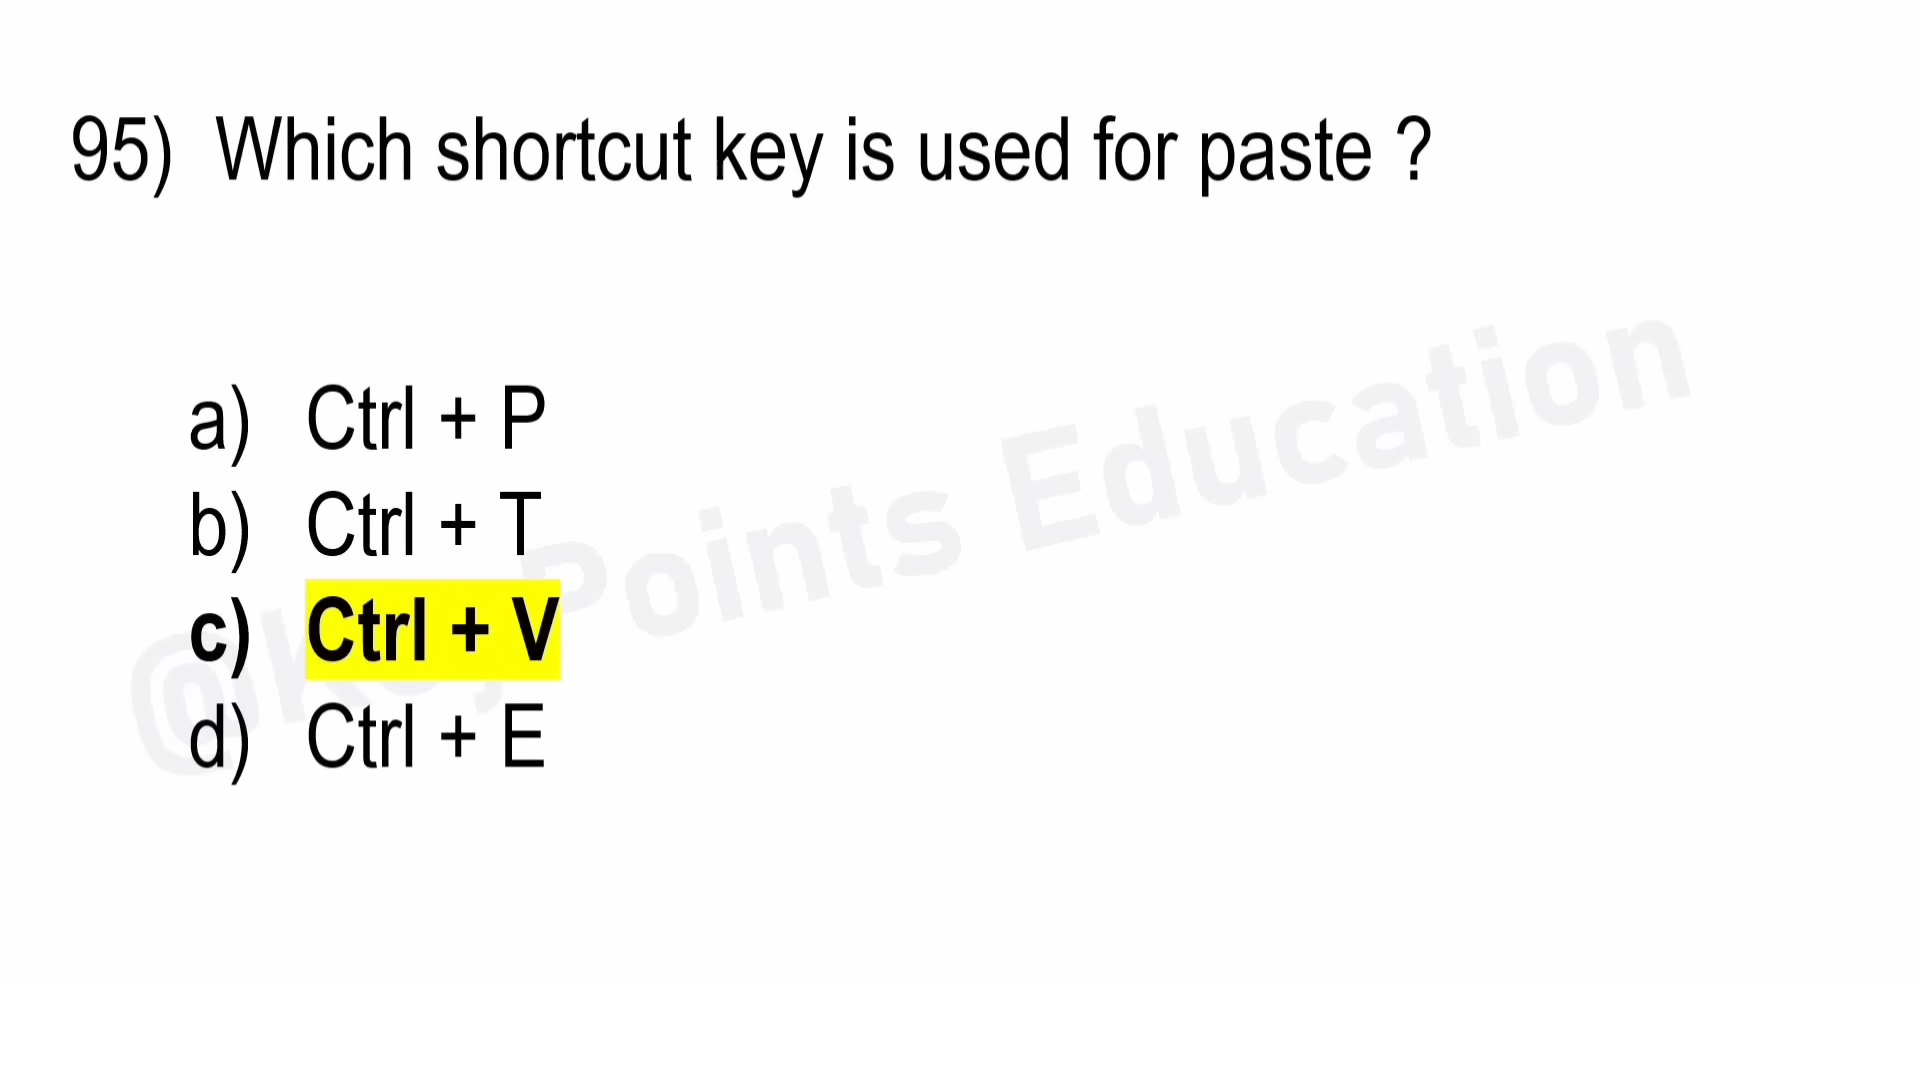 95) Which shortcut key is used for paste ?
a) Ctrl + P
b) Ctrl + T
c) Ctrl + V
d) Ctrl + E
@Key Points Education